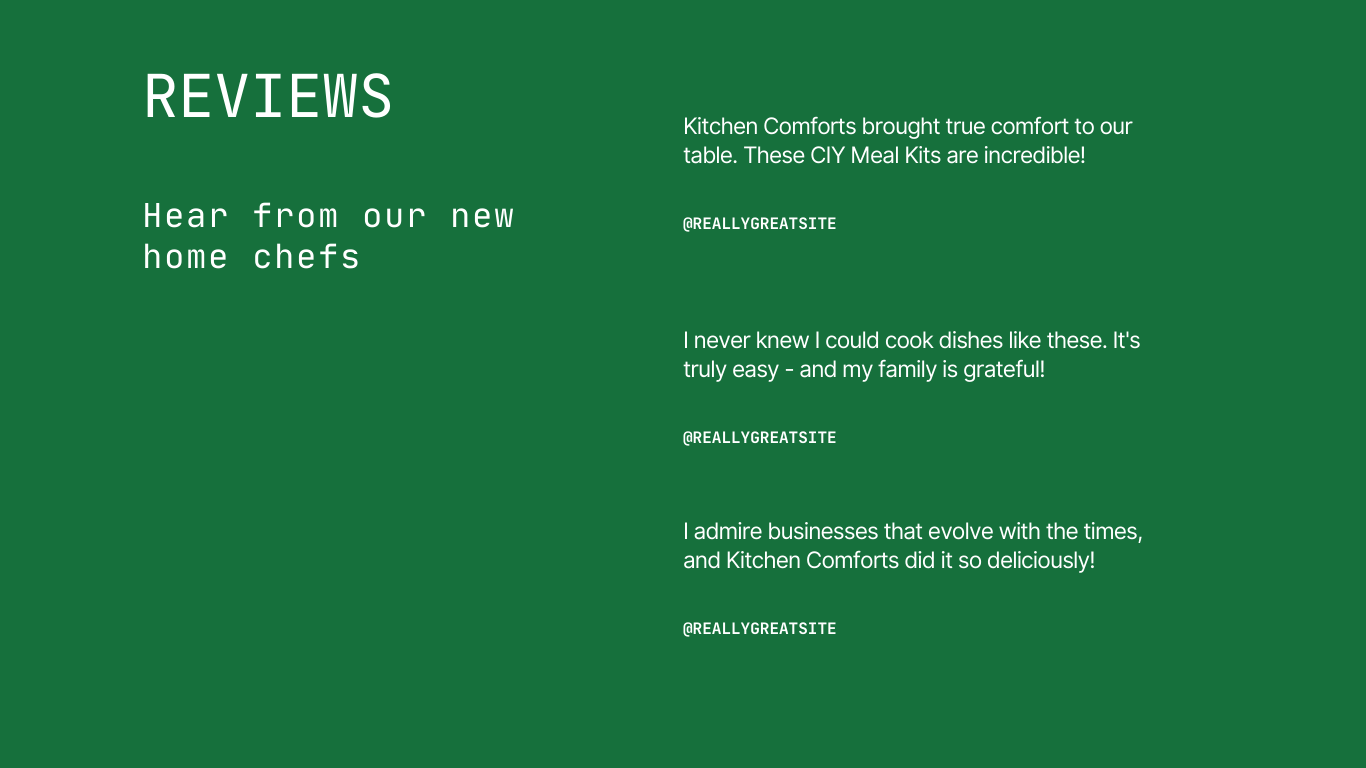 REVIEWS
Hear from our new
home chefs
Kitchen Comforts brought true comfort to our
table. These CIY Meal Kits are incredible!
@REALLYGREATSITE
I never knew I could cook dishes like these. It's
truly easy - and my family is grateful!
@REALLYGREATSITE
I admire businesses that evolve with the times,
and Kitchen Comforts did it so deliciously!
@REALLYGREATSITE